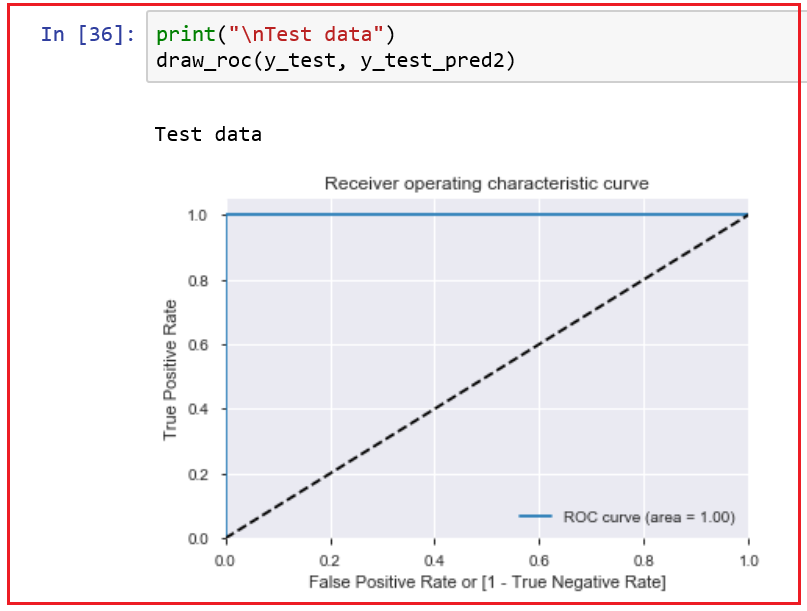 In [36]: print("\nTest data")
draw_roc(y_test, y_test_pred2)
Test data
Receiver operating characteristic curve
1.0
0.8
0.6
0.4
0.2
0.0
True Positive Rate
ROC curve (area = 1.00)
0.0 0.2 0.4 0.6 0.8 1.0
False Positive Rate or [1 - True Negative Rate]